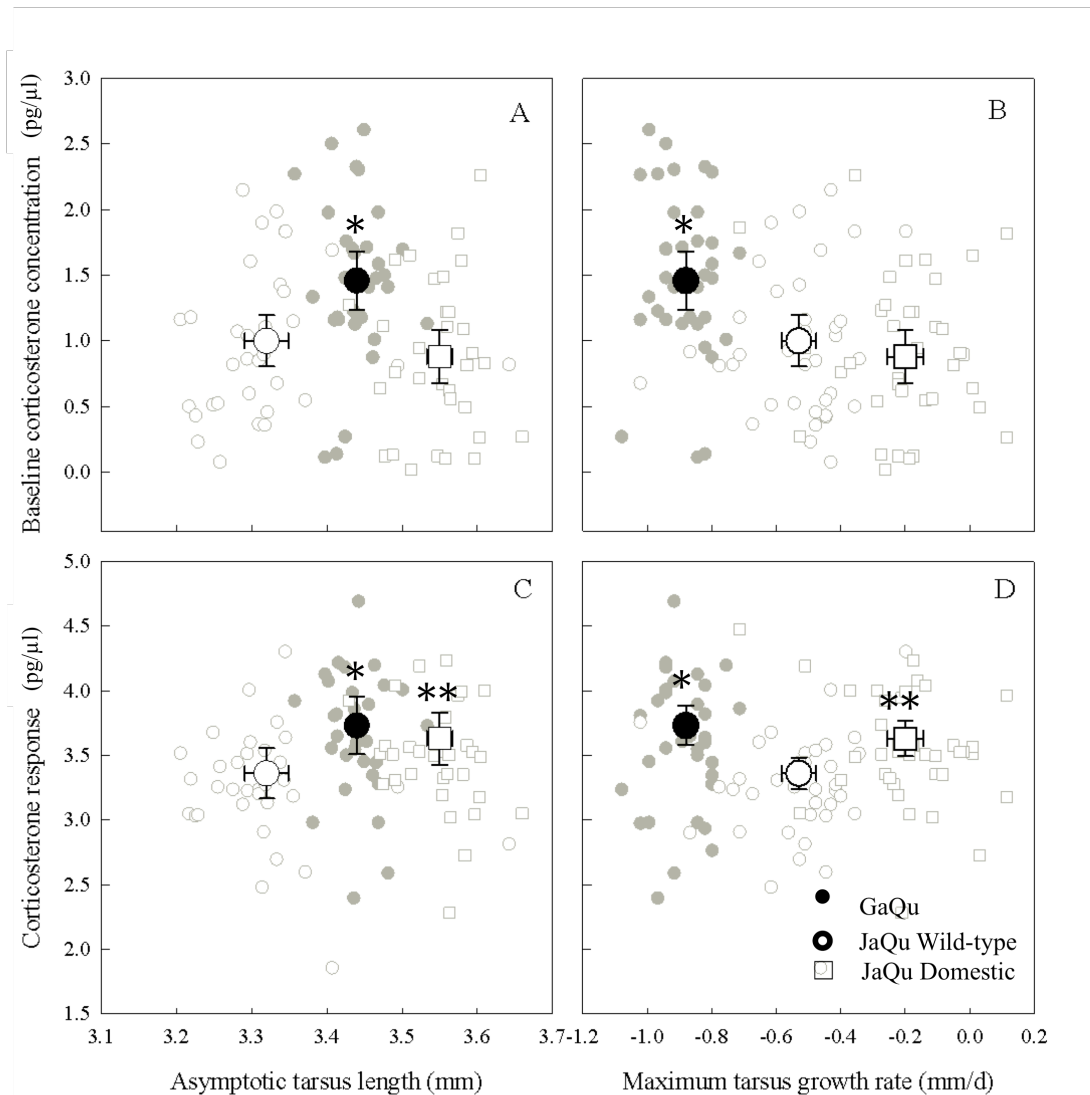 Baseline corticosterone concentration (pg/µl)
3.0
2.5
2.0
1.5
1.0
0.5
0.0
A
*
B
*
Corticosterone response (pg/µl)
5.0
4.5
4.0
3.5
3.0
2.5
2.0
1.5
C
*
**
D
*
**
GaQu
JaQu Wild-type
JaQu Domestic
3.1 3.2 3.3 3.4 3.5 3.6 3.7
-1.2 -1.0 -0.8 -0.6 -0.4 -0.2 0.0 0.2
Asymptotic tarsus length (mm)
Maximum tarsus growth rate (mm/d)